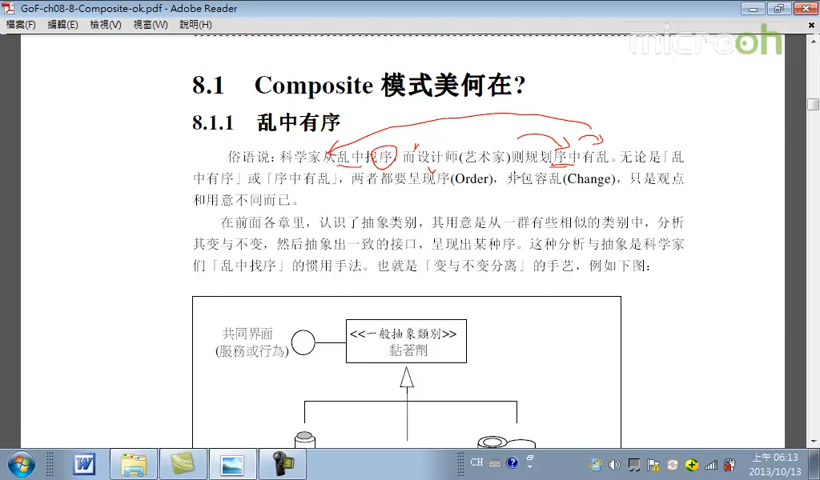 GoF-ch08-8-Composite-ok.pdf - Adobe Reader
檔案(F) 編輯(E) 檢視(V) 視窗(W) 說明(H)
microoh
8.1 Composite 模式美何在?
8.1.1 乱中有序
俗语说:科学家从乱中找序,而设计师(艺术家)则规划序中有乱。无论是「乱
中有序」或「序中有乱」,两者都要呈现序(Order),并包容乱(Change),只是观点
和用意不同而已。
在前面各章里,认识了抽象类别,其用意是从一群有些相似的类别中,分析
其变与不变,然后抽象出一致的接口,呈现出某种序。这种分析与抽象是科学家
们「乱中找序」的惯用手法。也就是「变与不变分离」的手艺,例如下图:
共同界面
(服務或行為)
<<一般抽象類別>>
黏著劑
CH
上午 06:13
2013/10/13